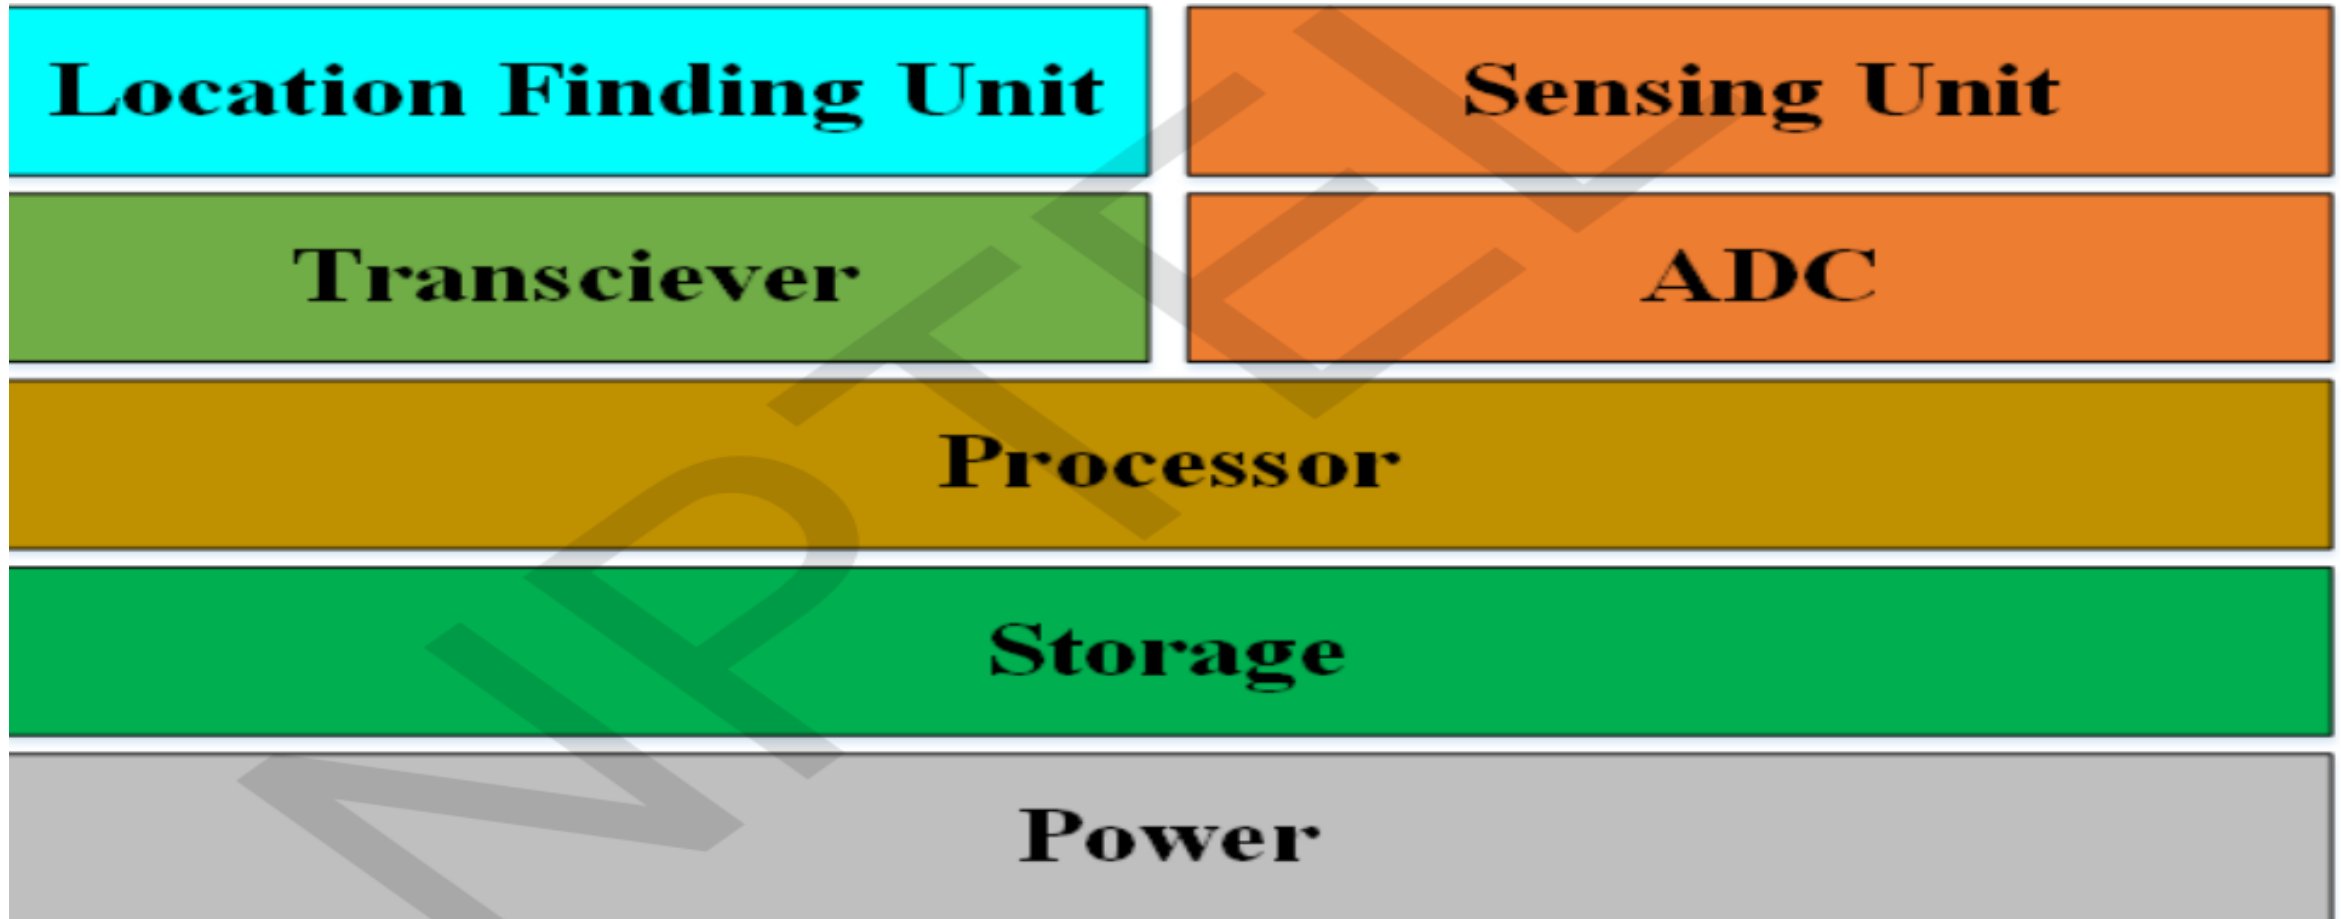 Location Finding Unit
Sensing Unit
Transciever
ADC
Processor
Storage
Power
NPTEL